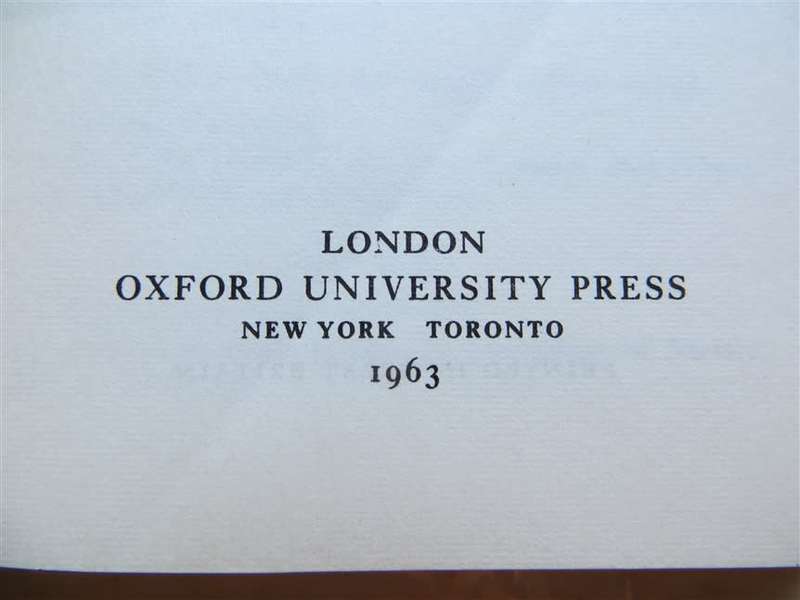 LONDON
OXFORD UNIVERSITY PRESS
NEW YORK TORONTO
1963